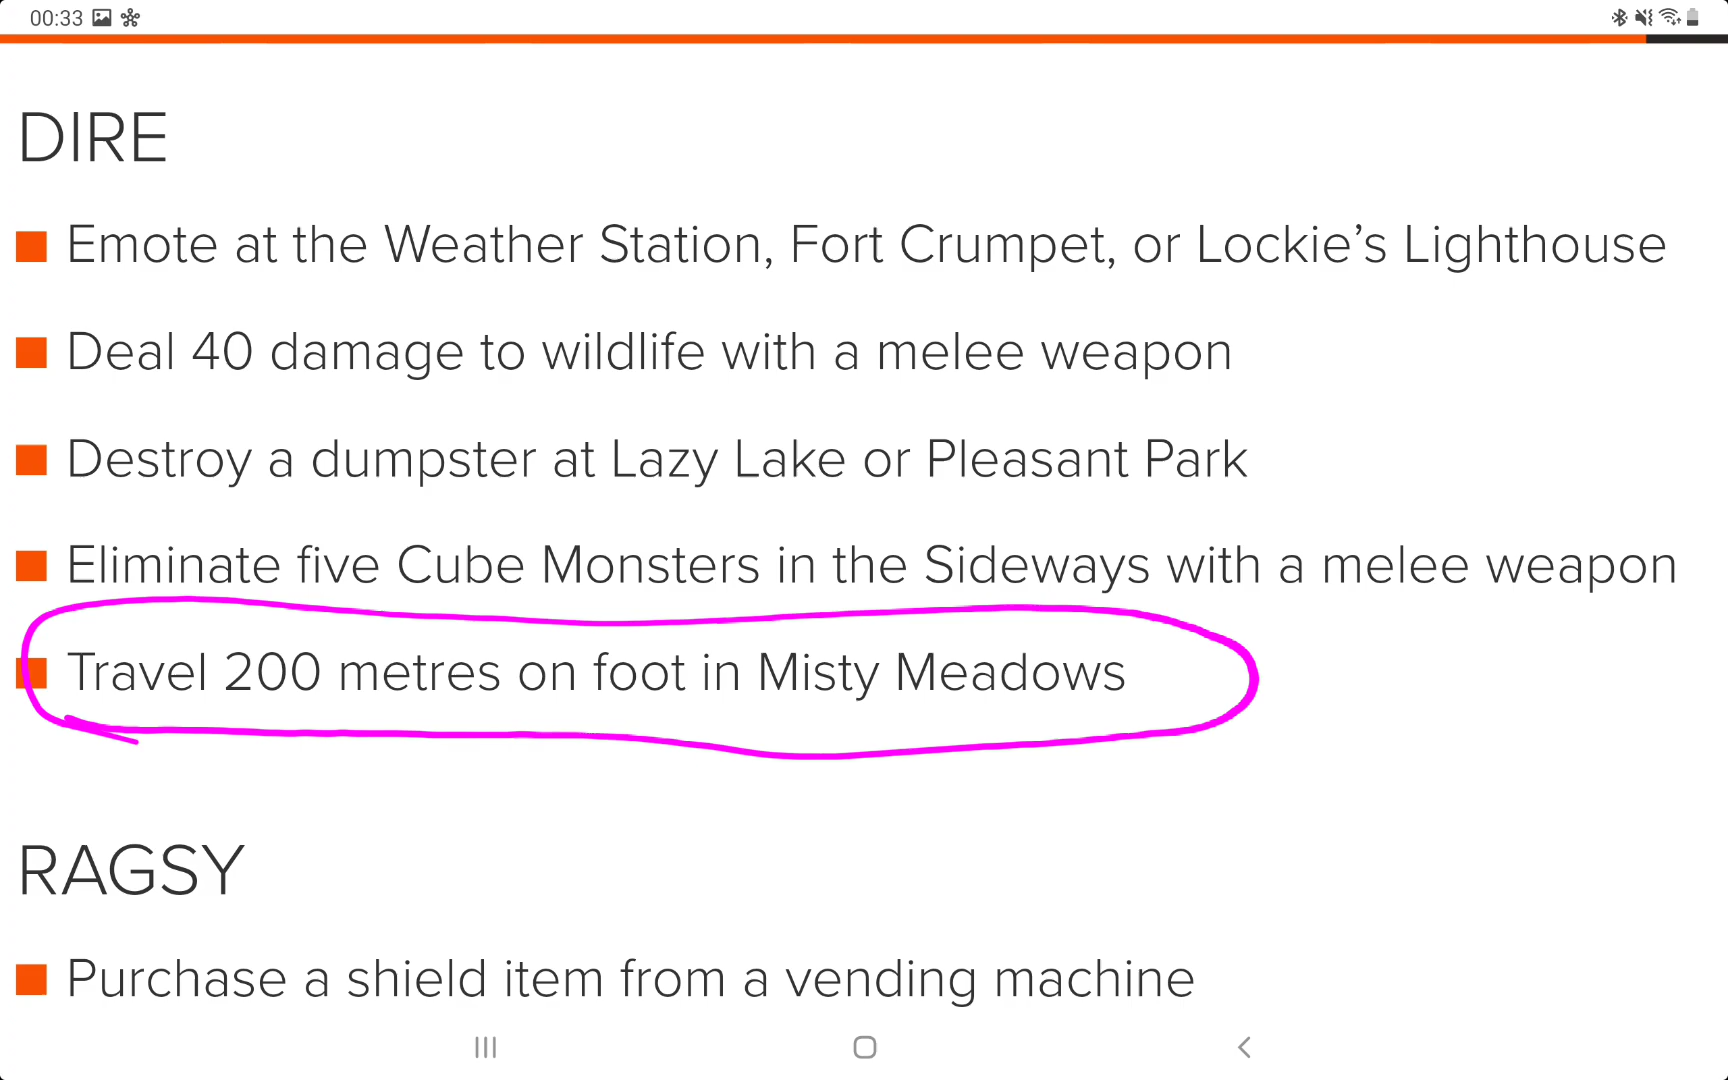 00:33
DIRE
Emote at the Weather Station, Fort Crumpet, or Lockie’s Lighthouse
Deal 40 damage to wildlife with a melee weapon
Destroy a dumpster at Lazy Lake or Pleasant Park
Eliminate five Cube Monsters in the Sideways with a melee weapon
Travel 200 metres on foot in Misty Meadows
RAGSY
Purchase a shield item from a vending machine